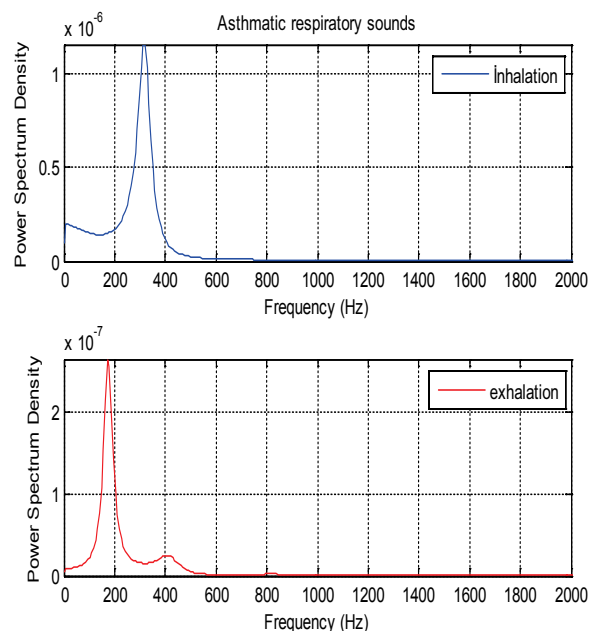 Asthmatic respiratory sounds
x 10^-6
Power Spectrum Density
1
0.5
0
İnhalation
0 200 400 600 800 1000 1200 1400 1600 1800 2000
Frequency (Hz)
x 10^-7
Power Spectrum Density
2
1
0
exhalation
0 200 400 600 800 1000 1200 1400 1600 1800 2000
Frequency (Hz)